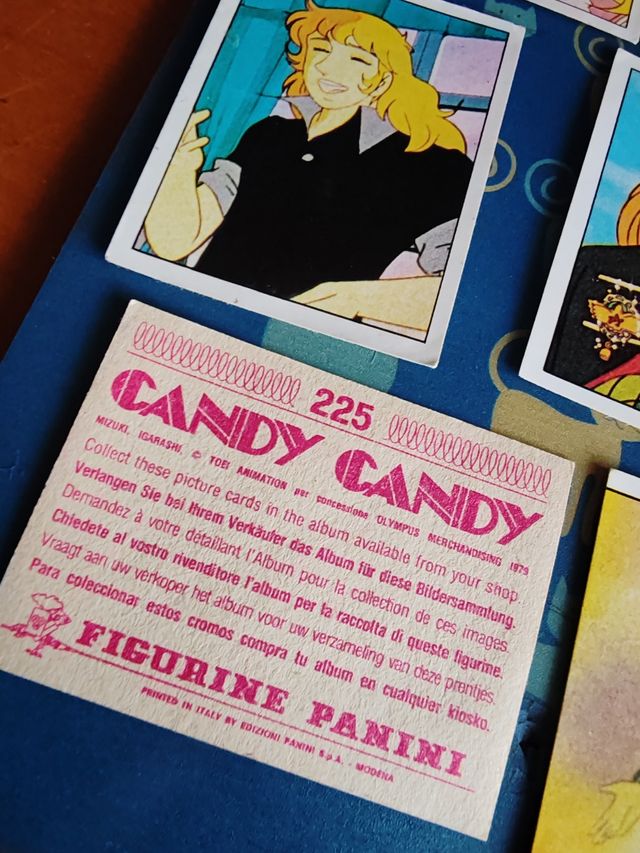 225
CANDY CANDY
MIZUKI, IGARASHI, © TOEI ANIMATION per concessione OLYMPUS MERCHANDISING 1979
Collect these picture cards in the album available from your shop.
Verlangen Sie bei Ihrem Verkäufer das Album für diese Bildersammlung.
Demandez à votre détaillant l'Album pour la collection de ces images.
Chiedete al vostro rivenditore l'album per la raccolta di queste figurine.
Vraagt aan uw verkoper het album voor uw verzameling van deze prentjes.
Para coleccionar estos cromos compra tu album en cualquier kiosko.
FIGURINE PANINI
PRINTED IN ITALY BY EDIZIONI PANINI S.p.A. - MODENA